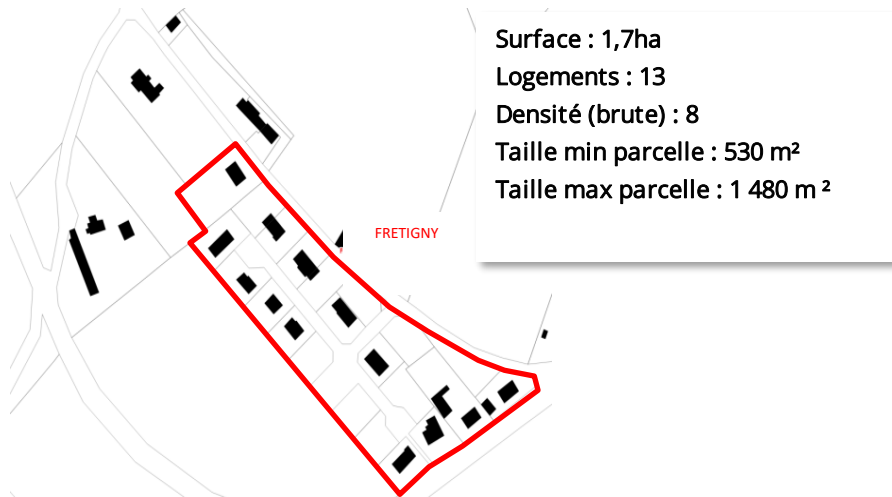 Surface : 1,7ha
Logements : 13
Densité (brute) : 8
Taille min parcelle : 530 m²
Taille max parcelle : 1 480 m ²
FRETIGNY